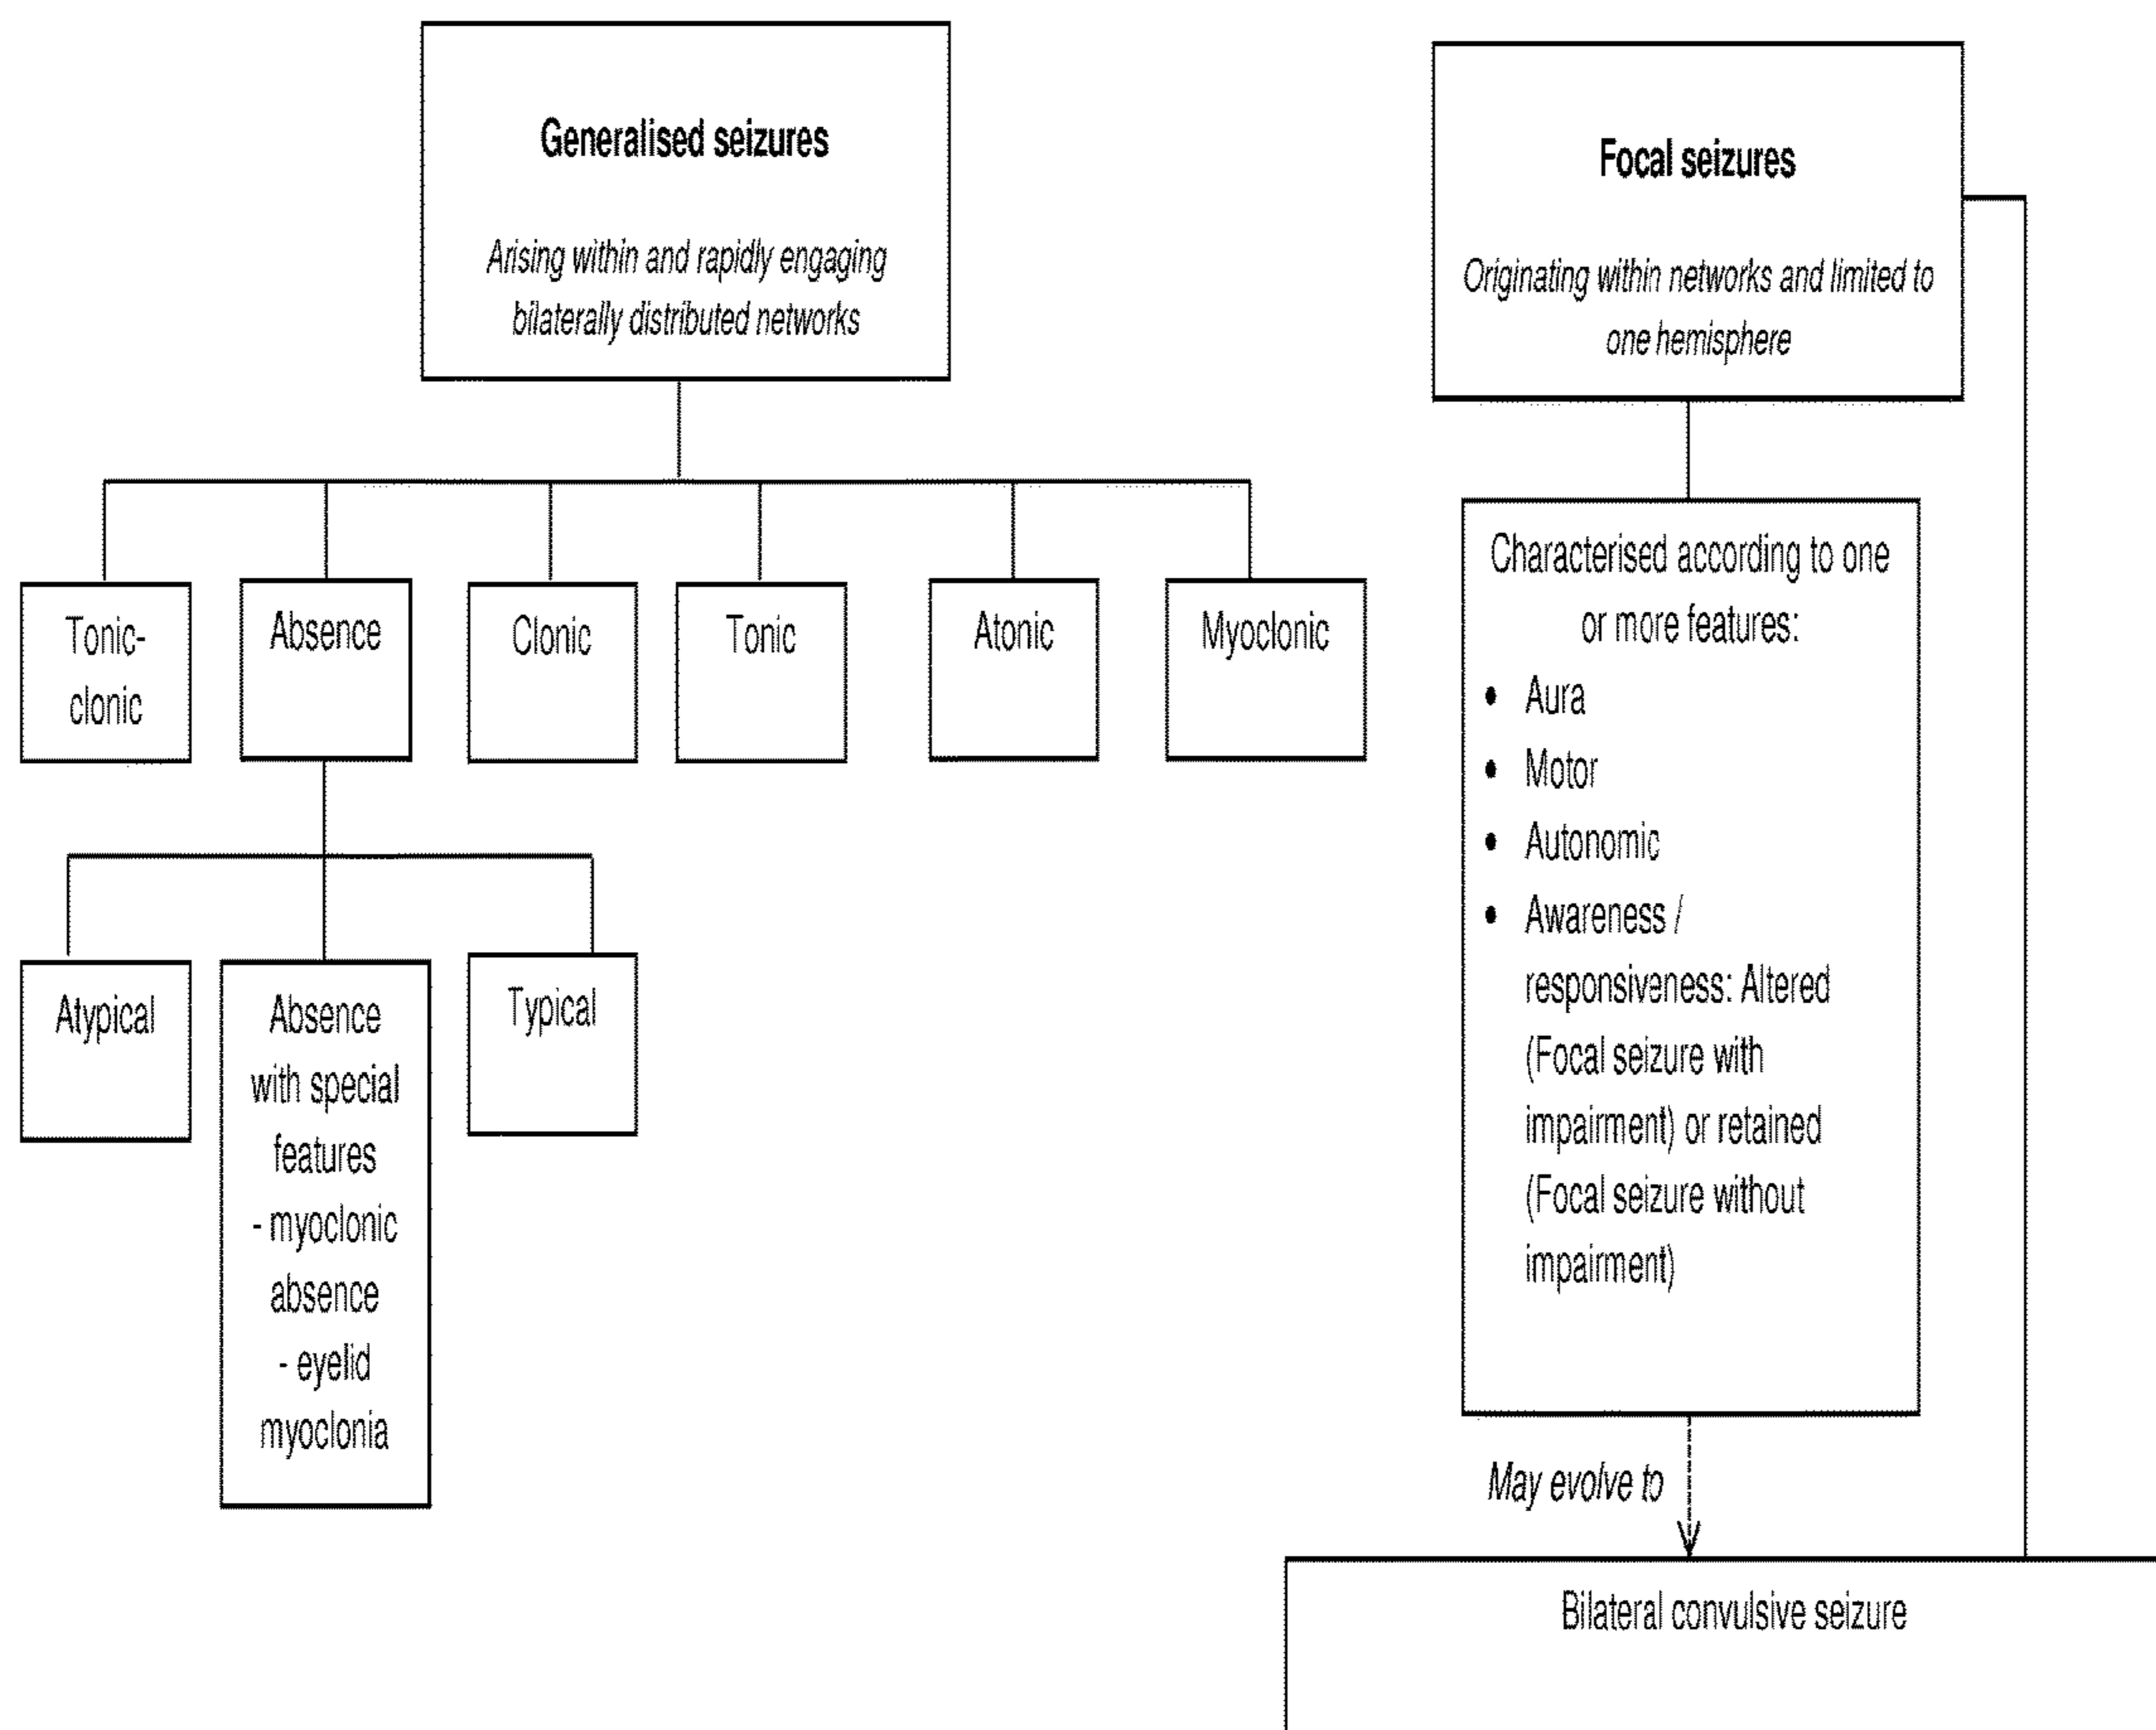 Generalised seizures
Arising within and rapidly engaging
bilaterally distributed networks
Tonic-
clonic
Absence
Clonic
Tonic
Atonic
Myoclonic
Atypical
Absence
with special
features
- myoclonic
absence
- eyelid
myoclonia
Typical
Focal seizures
Originating within networks and limited to
one hemisphere
Characterised according to one
or more features:
• Aura
• Motor
• Autonomic
• Awareness /
responsiveness: Altered
(Focal seizure with
impairment) or retained
(Focal seizure without
impairment)
May evolve to
Bilateral convulsive seizure